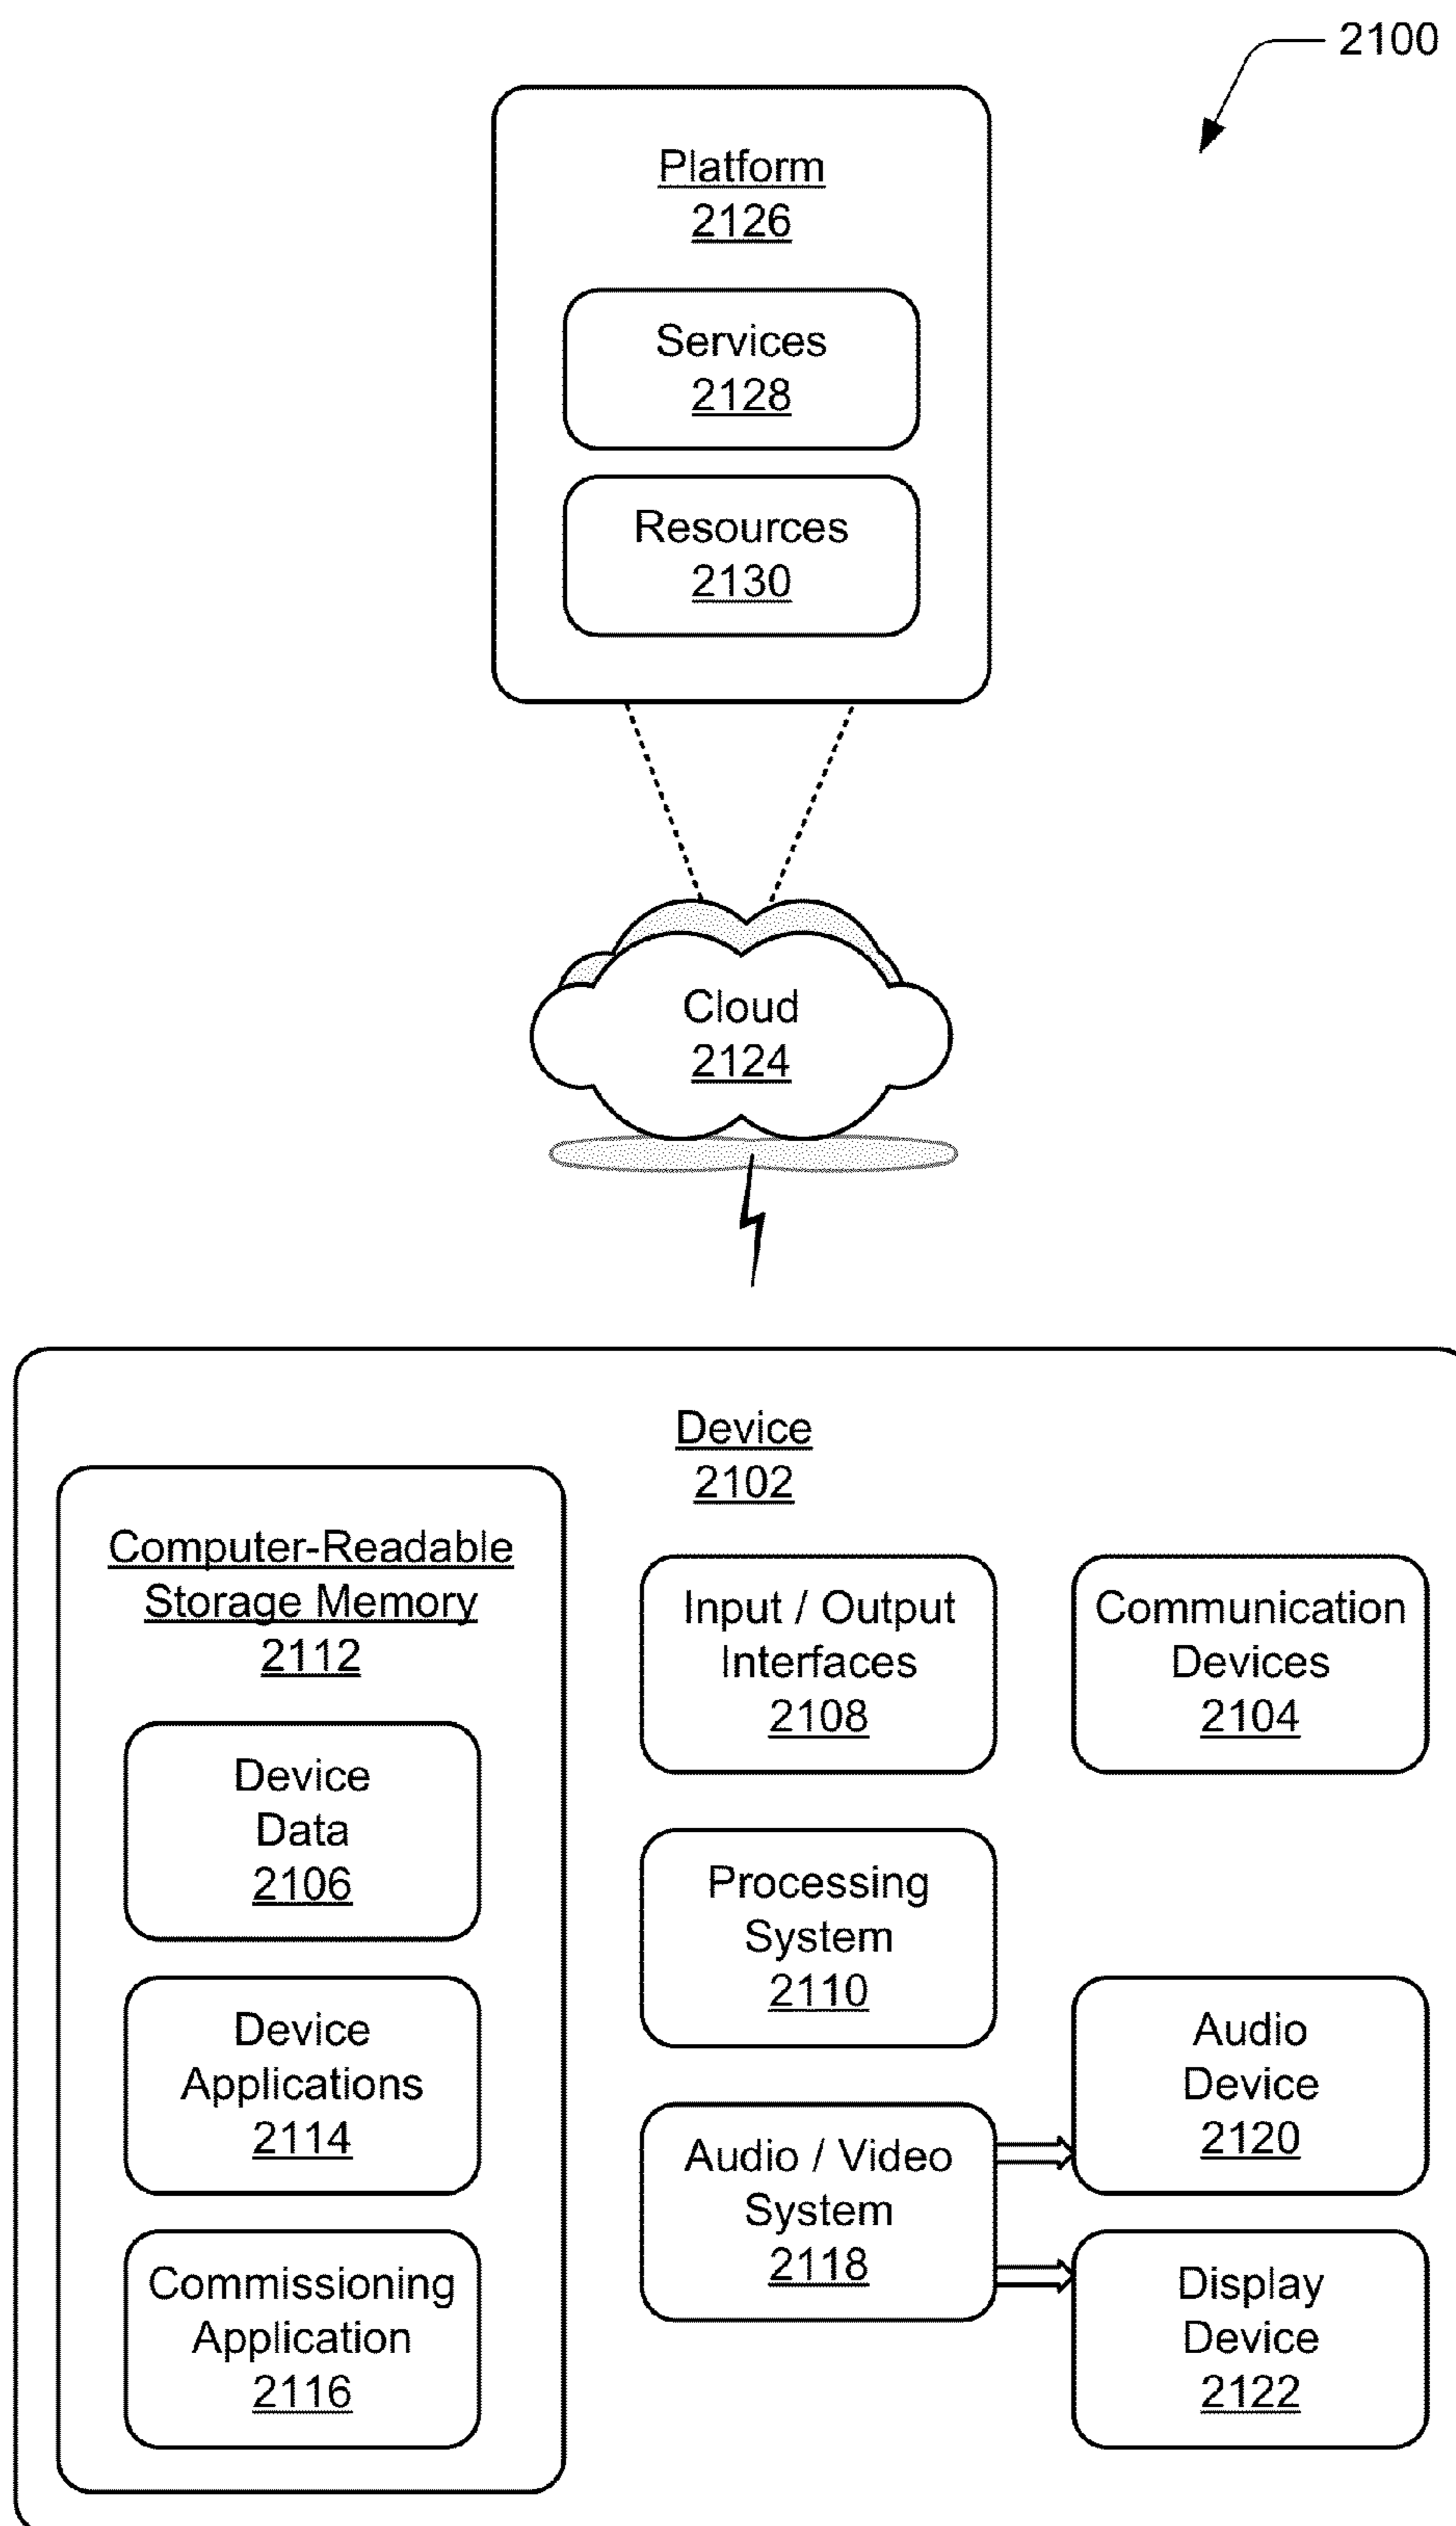 2100
Platform
2126
Services
2128
Resources
2130
Cloud
2124
Device
2102
Computer-Readable
Storage Memory
2112
Device
Data
2106
Device
Applications
2114
Commissioning
Application
2116
Input / Output
Interfaces
2108
Processing
System
2110
Audio / Video
System
2118
Communication
Devices
2104
Audio
Device
2120
Display
Device
2122